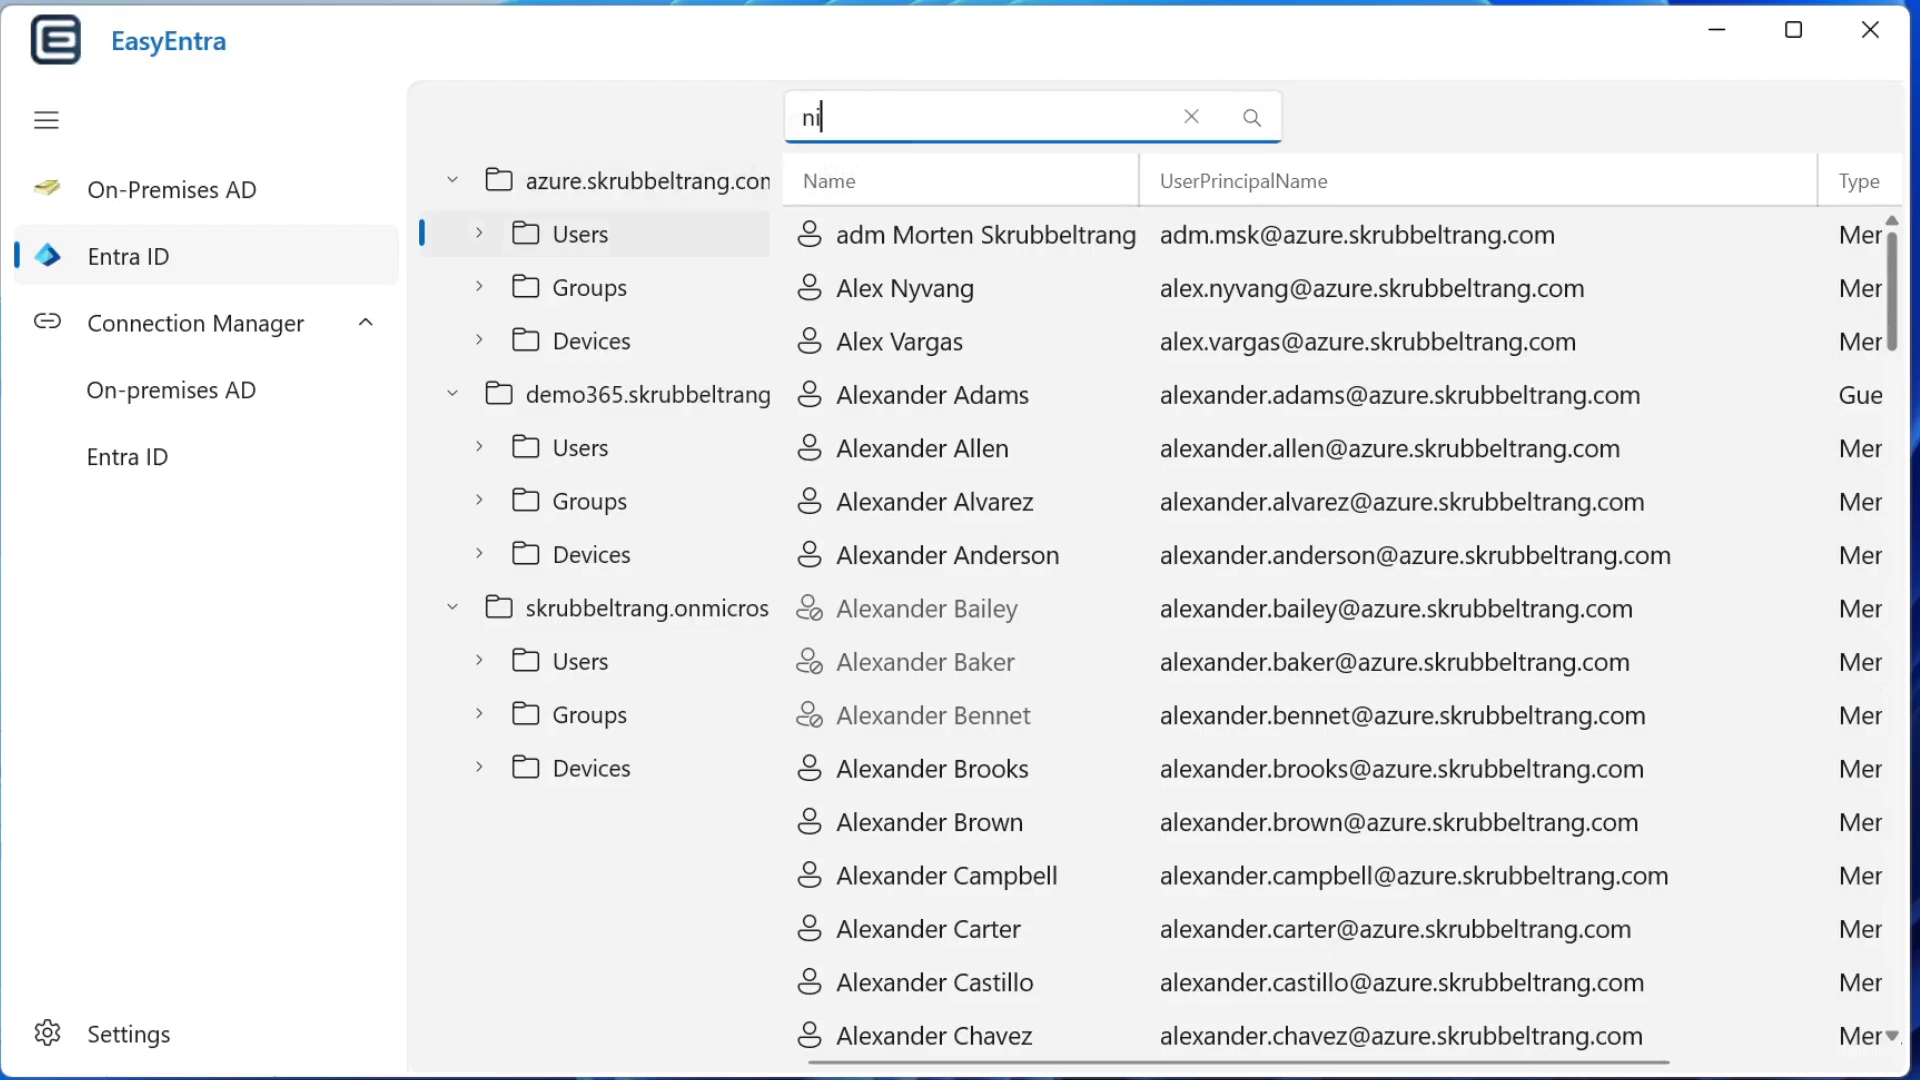 EasyEntra
ni
On-Premises AD
Entra ID
Connection Manager
On-premises AD
Entra ID
Settings
azure.skrubbeltrang.com
Users
Groups
Devices
demo365.skrubbeltrang
Users
Groups
Devices
skrubbeltrang.onmicros
Users
Groups
Devices
Name UserPrincipalName Type
adm Morten Skrubbeltrang adm.msk@azure.skrubbeltrang.com Mer
Alex Nyvang alex.nyvang@azure.skrubbeltrang.com Mer
Alex Vargas alex.vargas@azure.skrubbeltrang.com Mer
Alexander Adams alexander.adams@azure.skrubbeltrang.com Gue
Alexander Allen alexander.allen@azure.skrubbeltrang.com Mer
Alexander Alvarez alexander.alvarez@azure.skrubbeltrang.com Mer
Alexander Anderson alexander.anderson@azure.skrubbeltrang.com Mer
Alexander Bailey alexander.bailey@azure.skrubbeltrang.com Mer
Alexander Baker alexander.baker@azure.skrubbeltrang.com Mer
Alexander Bennet alexander.bennet@azure.skrubbeltrang.com Mer
Alexander Brooks alexander.brooks@azure.skrubbeltrang.com Mer
Alexander Brown alexander.brown@azure.skrubbeltrang.com Mer
Alexander Campbell alexander.campbell@azure.skrubbeltrang.com Mer
Alexander Carter alexander.carter@azure.skrubbeltrang.com Mer
Alexander Castillo alexander.castillo@azure.skrubbeltrang.com Mer
Alexander Chavez alexander.chavez@azure.skrubbeltrang.com Mer